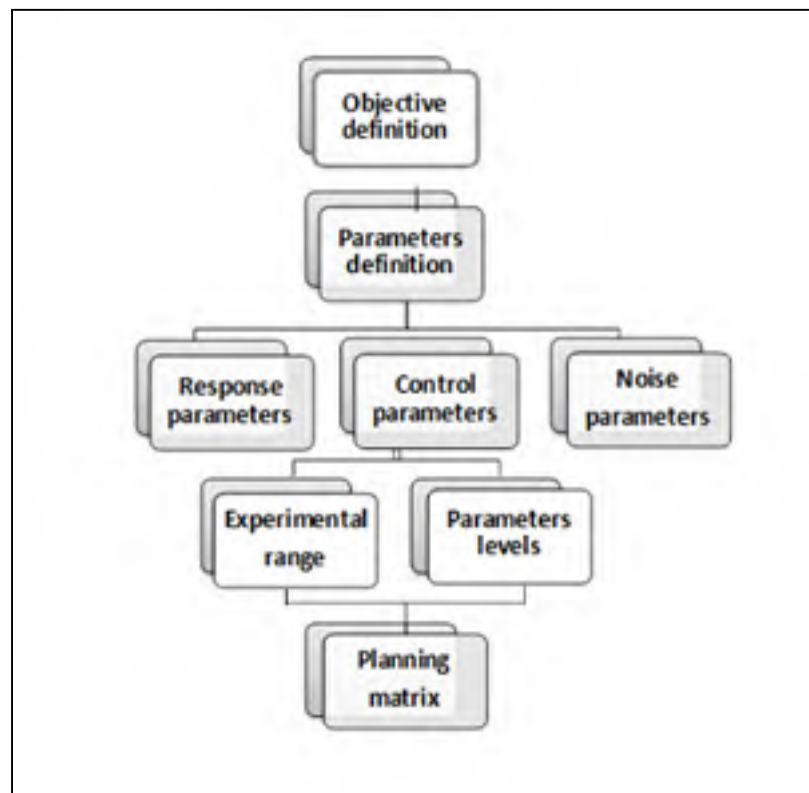 Objective
definition
Parameters
definition
Response
parameters
Control
parameters
Noise
parameters
Experimental
range
Parameters
levels
Planning
matrix